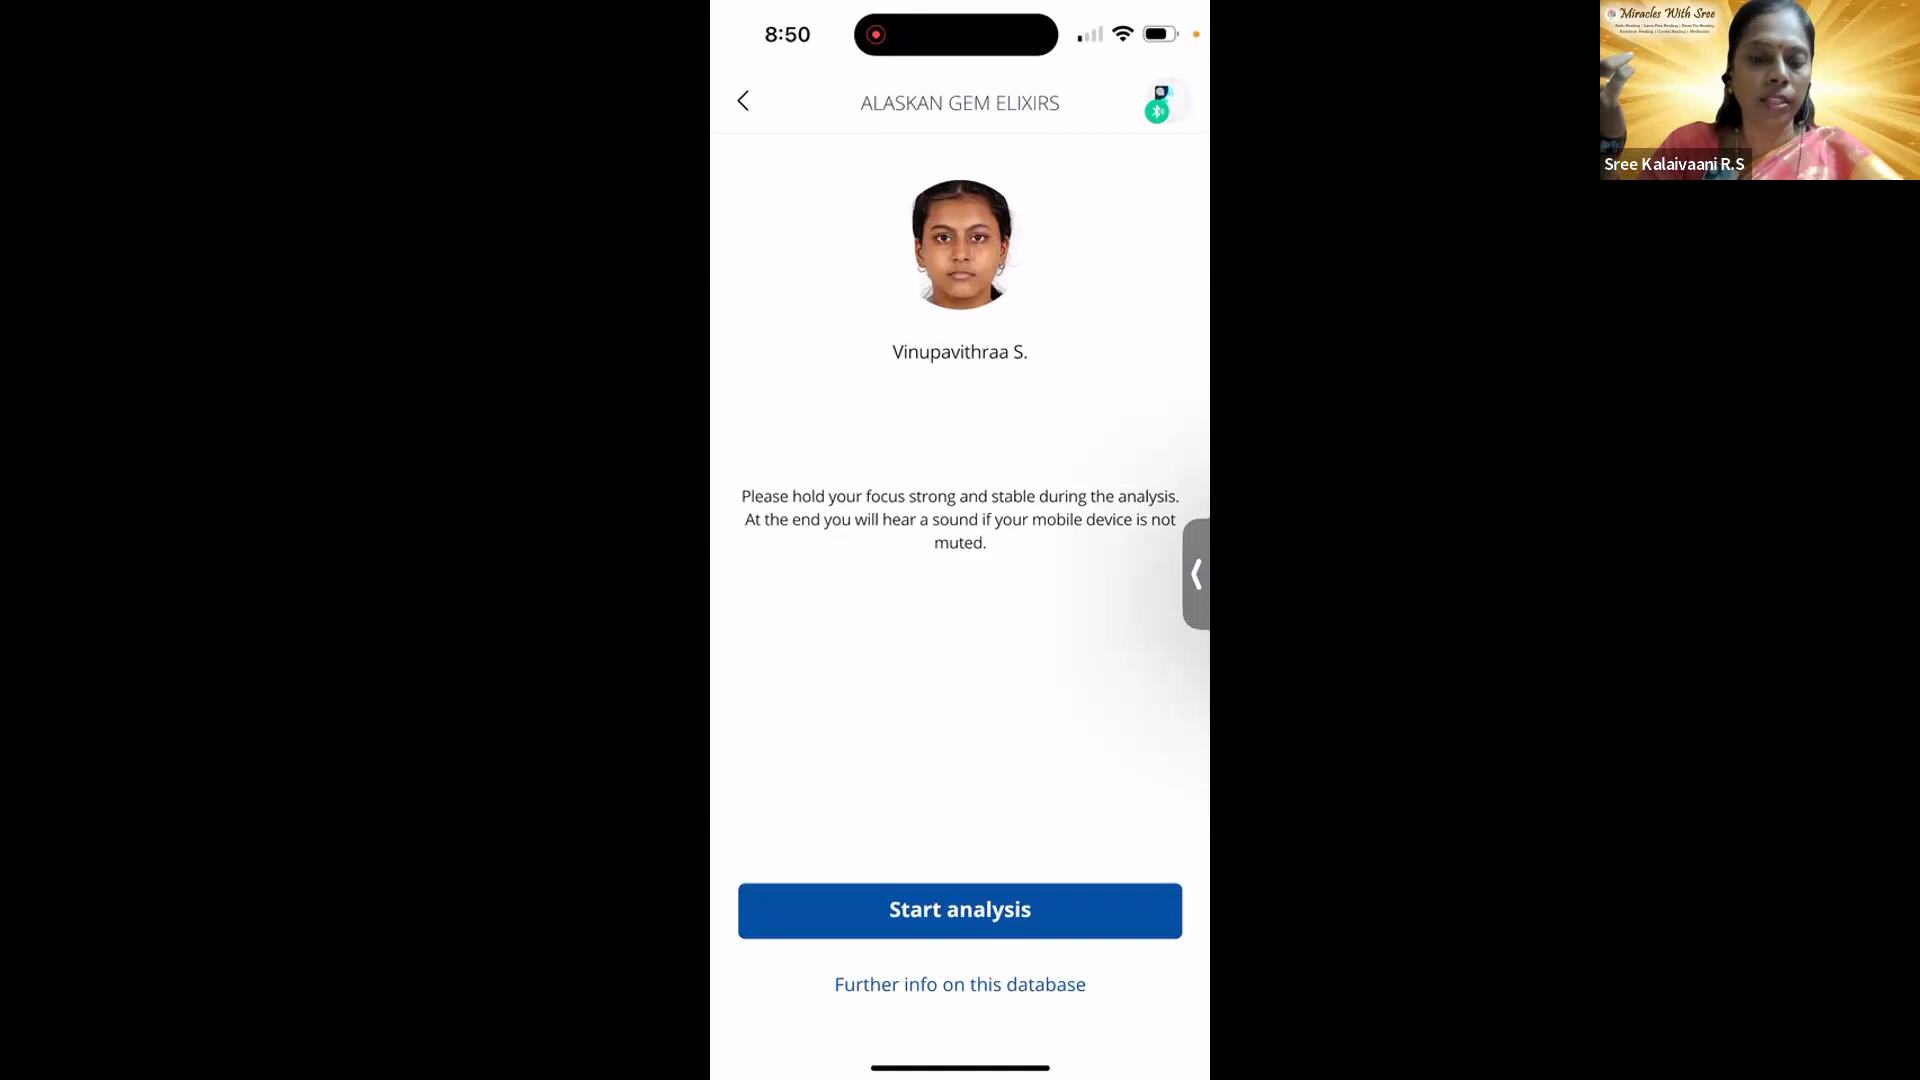 8:50
ALASKAN GEM ELIXIRS
Vinupavithraa S.
Please hold your focus strong and stable during the analysis.
At the end you will hear a sound if your mobile device is not
muted.
Start analysis
Further info on this database
Miracles With Sree
Sree Kalaivaani R.S